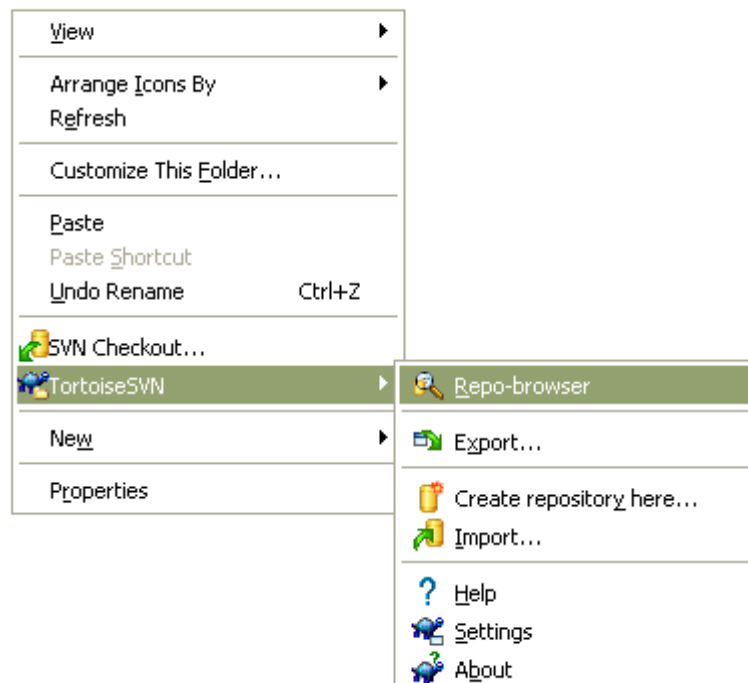 View
Arrange Icons By
Refresh
Customize This Folder...
Paste
Paste Shortcut
Undo Rename Ctrl+Z
SVN Checkout...
TortoiseSVN
New
Properties
Repo-browser
Export...
Create repository here...
Import...
Help
Settings
About